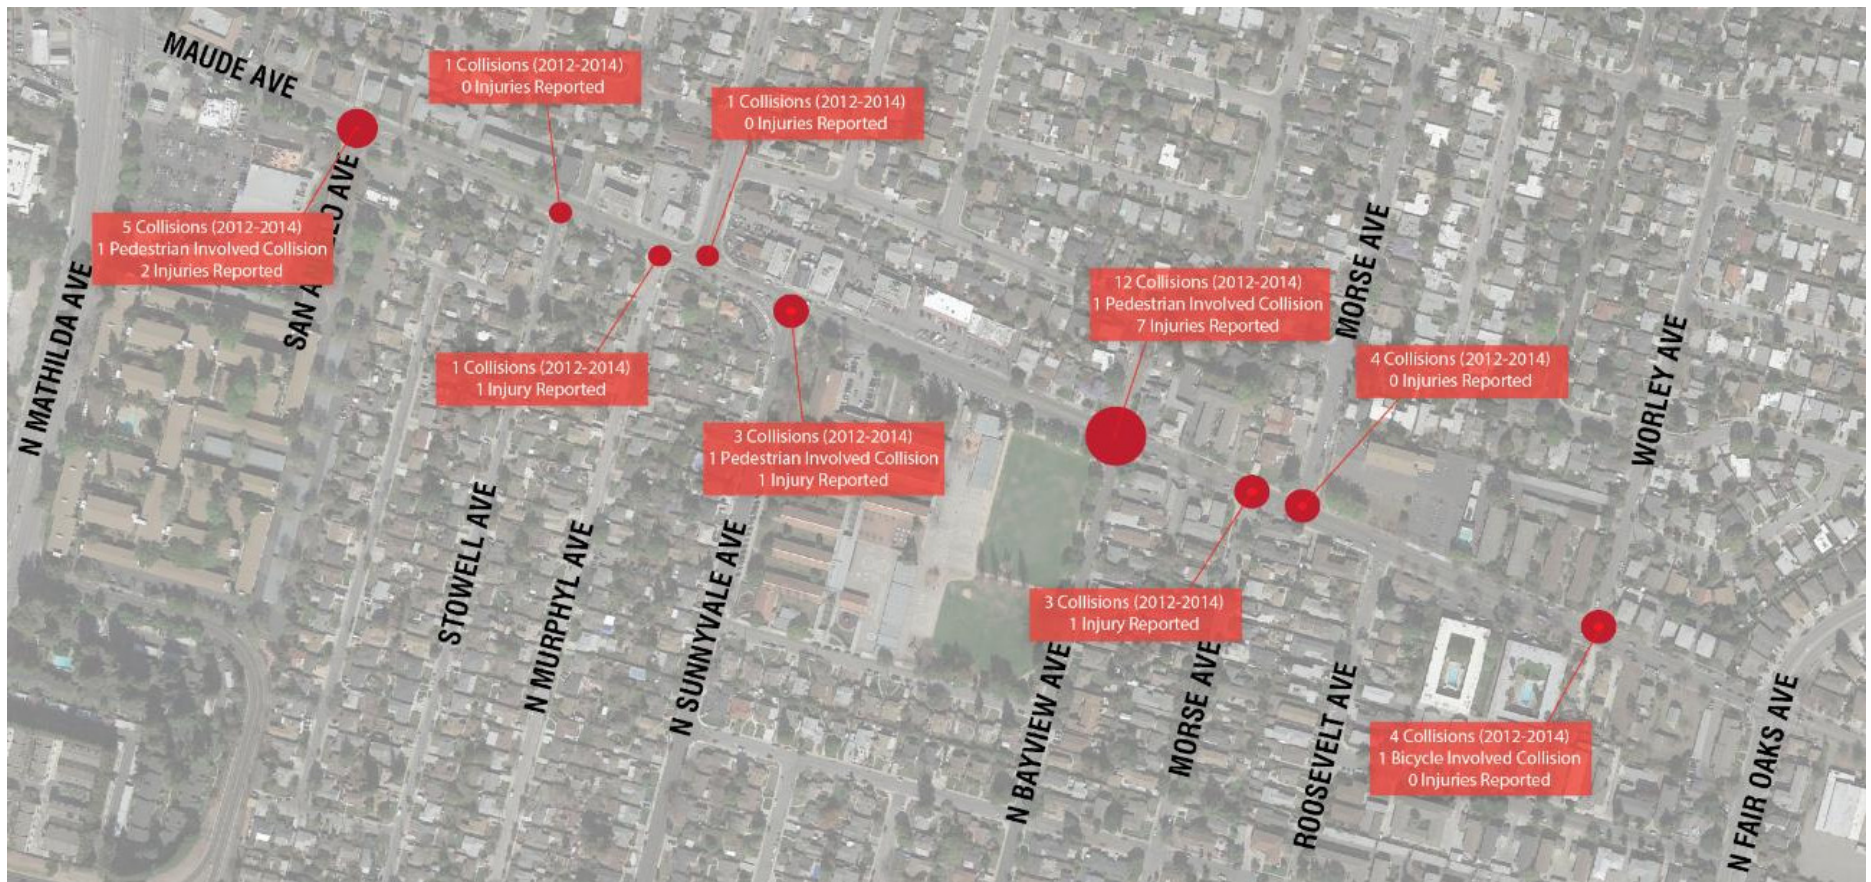 MAUDE AVE
1 Collisions (2012-2014)
0 Injuries Reported
1 Collisions (2012-2014)
0 Injuries Reported
5 Collisions (2012-2014)
1 Pedestrian Involved Collision
2 Injuries Reported
SAN A
LO AVE
N MATHILDA AVE
12 Collisions (2012-2014)
1 Pedestrian Involved Collision
7 Injuries Reported
MORSE AVE
1 Collisions (2012-2014)
1 Injury Reported
4 Collisions (2012-2014)
0 Injuries Reported
WORLEY AVE
3 Collisions (2012-2014)
1 Pedestrian Involved Collision
1 Injury Reported
STOWELL AVE
N MURPHYL AVE
N SUNNYVALE AVE
3 Collisions (2012-2014)
1 Injury Reported
N BAYVIEW AVE
MORSE AVE
ROOSEVELT AVE
4 Collisions (2012-2014)
1 Bicycle Involved Collision
0 Injuries Reported
N FAIR OAKS AVE